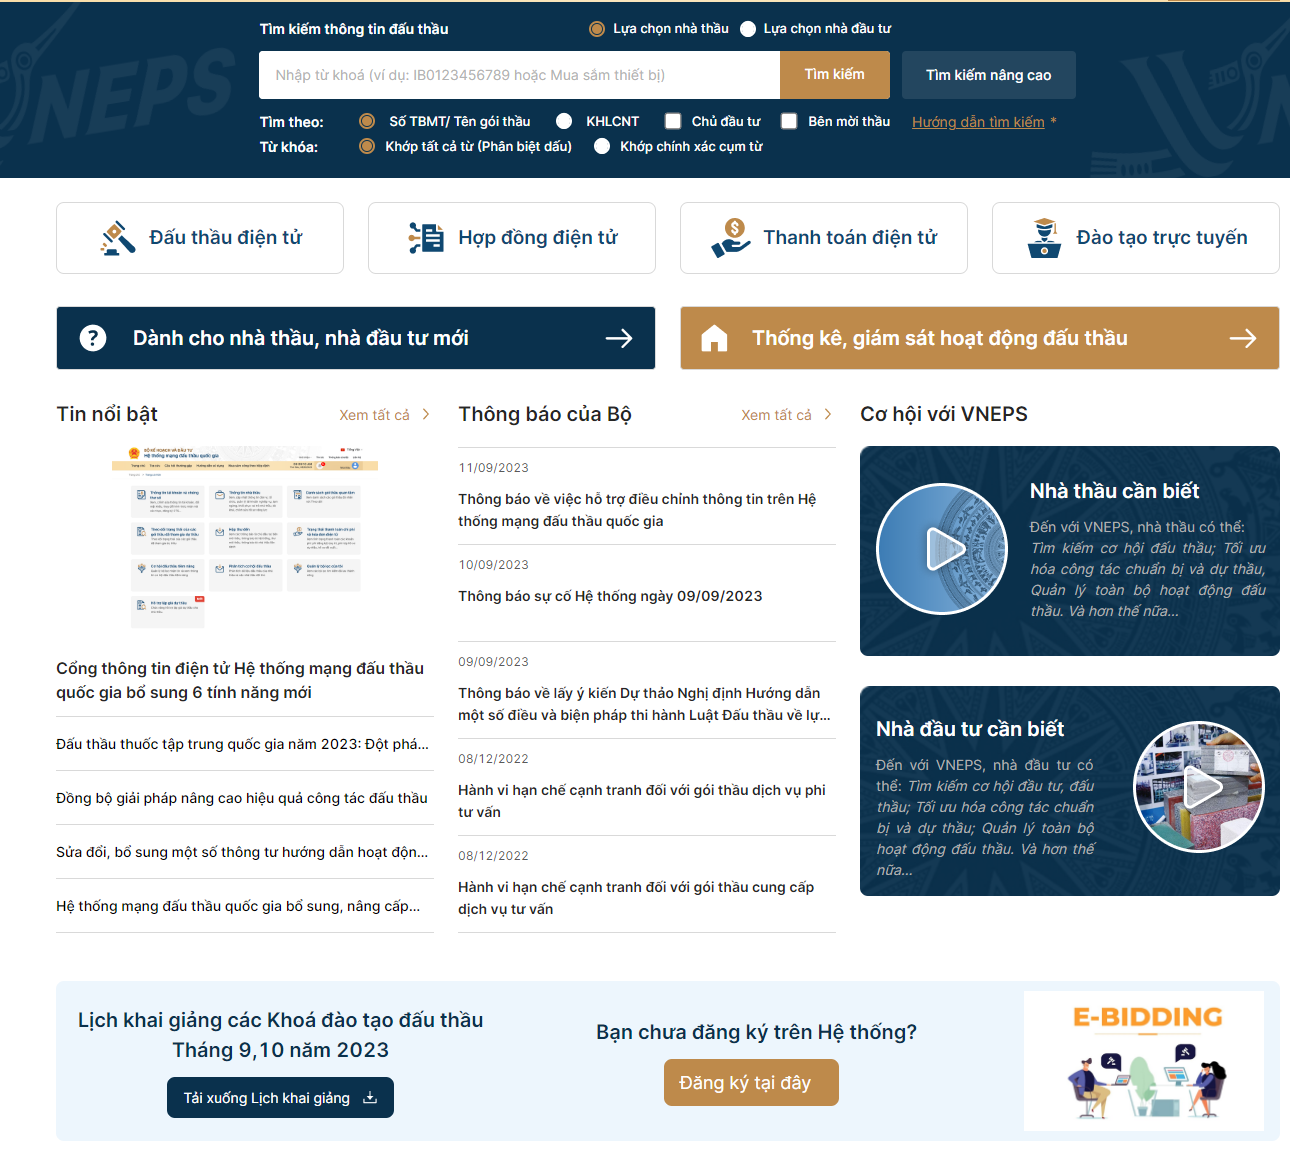 Tìm kiếm thông tin đấu thầu
Lựa chọn nhà thầu
Lựa chọn nhà đầu tư
Nhập từ khoá (ví dụ: IB0123456789 hoặc Mua sắm thiết bị)
Tìm kiếm
Tìm kiếm nâng cao
Tìm theo:
Số TBMT/ Tên gói thầu
KHLCNT
Chủ đầu tư
Bên mời thầu
Hướng dẫn tìm kiếm *
Từ khóa:
Khớp tất cả từ (Phân biệt dấu)
Khớp chính xác cụm từ
VNEPS
Đấu thầu điện tử
Hợp đồng điện tử
Thanh toán điện tử
Đào tạo trực tuyến
Dành cho nhà thầu, nhà đầu tư mới
Thống kê, giám sát hoạt động đấu thầu
Tin nổi bật
Xem tất cả
Hệ thống mạng đấu thầu quốc gia
Cổng thông tin điện tử Hệ thống mạng đấu thầu
quốc gia bổ sung 6 tính năng mới
Đấu thầu thuốc tập trung quốc gia năm 2023: Đột phá...
Đồng bộ giải pháp nâng cao hiệu quả công tác đấu thầu
Sửa đổi, bổ sung một số thông tư hướng dẫn hoạt độn...
Hệ thống mạng đấu thầu quốc gia bổ sung, nâng cấp...
Thông báo của Bộ
Xem tất cả
11/09/2023
Thông báo về việc hỗ trợ điều chỉnh thông tin trên Hệ
thống mạng đấu thầu quốc gia
10/09/2023
Thông báo sự cố Hệ thống ngày 09/09/2023
09/09/2023
Thông báo về lấy ý kiến Dự thảo Nghị định Hướng dẫn
một số điều và biện pháp thi hành Luật Đấu thầu về lự...
08/12/2022
Hành vi hạn chế cạnh tranh đối với gói thầu dịch vụ phi
tư vấn
08/12/2022
Hành vi hạn chế cạnh tranh đối với gói thầu cung cấp
dịch vụ tư vấn
Cơ hội với VNEPS
Nhà thầu cần biết
Đến với VNEPS, nhà thầu có thể:
Tìm kiếm cơ hội đấu thầu; Tối ưu
hóa công tác chuẩn bị và dự thầu,
Quản lý toàn bộ hoạt động đấu
thầu. Và hơn thế nữa...
Nhà đầu tư cần biết
Đến với VNEPS, nhà đầu tư có
thể: Tìm kiếm cơ hội đầu tư, đấu
thầu; Tối ưu hóa công tác chuẩn
bị và dự thầu; Quản lý toàn bộ
hoạt động đấu thầu. Và hơn thế
nữa...
Lịch khai giảng các Khoá đào tạo đấu thầu
Tháng 9,10 năm 2023
Tải xuống Lịch khai giảng
Bạn chưa đăng ký trên Hệ thống?
Đăng ký tại đây
E-BIDDING